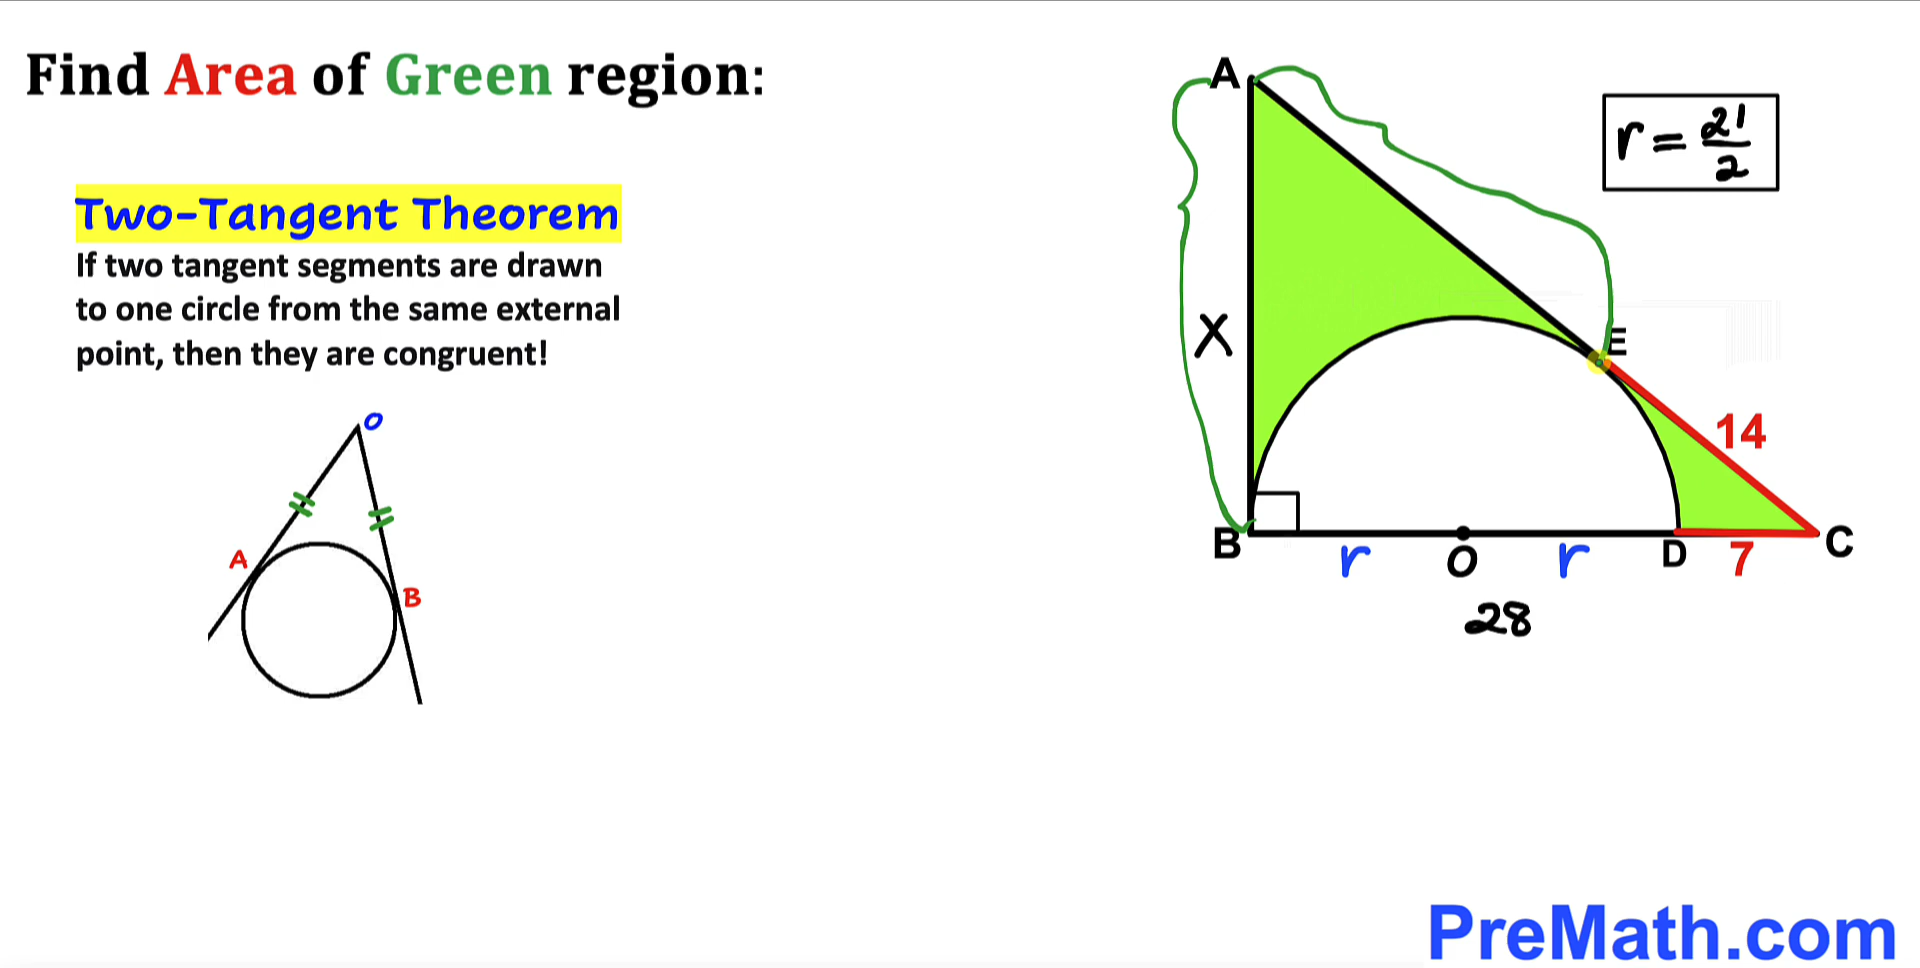 Find Area of Green region:
Two-Tangent Theorem
If two tangent segments are drawn
to one circle from the same external
point, then they are congruent!
O
A
B
A
r = 21/2
X
E
14
B
r
O
r
D
7
C
28
PreMath.com